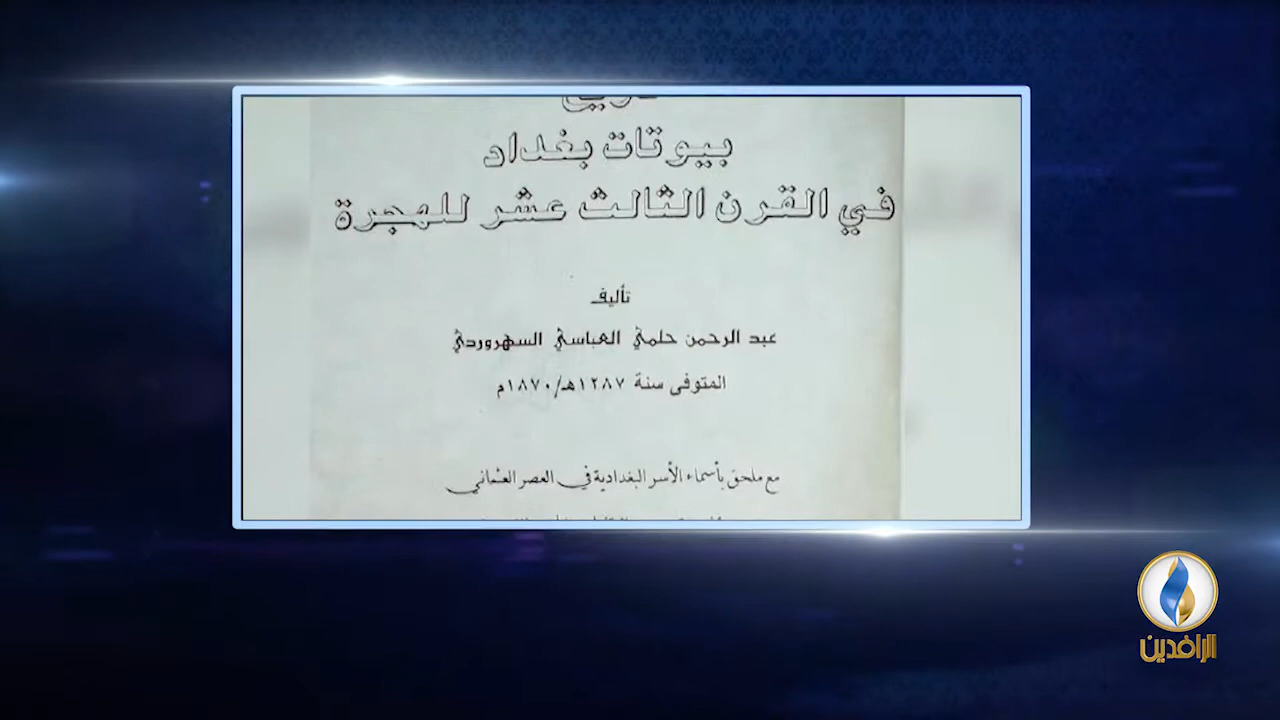 بيوتات بغداد
في القرن الثالث عشر للهجرة
تأليف
عبد الرحمن حلمي العباسي السهروردي
المتوفى سنة ١٢٨٧هـ/١٨٧٠م
مع ملحق بأسماء الأسر البغدادية في العصر العثماني
الرافدين